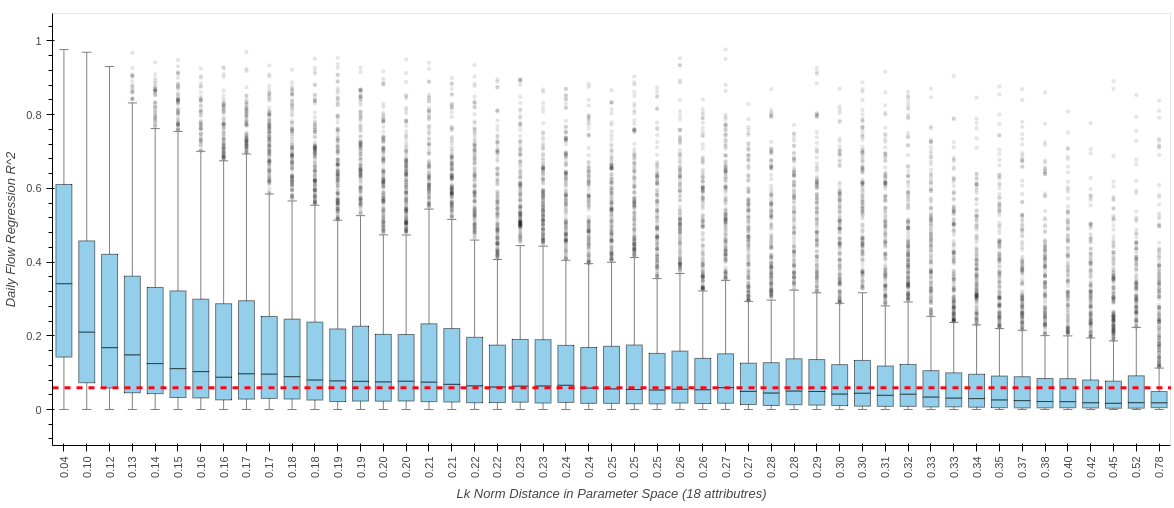 Daily Flow Regression R^2
1
0.8
0.6
0.4
0.2
0
0.04 0.10 0.12 0.13 0.14 0.15 0.16 0.16 0.17 0.17 0.18 0.18 0.19 0.19 0.20 0.20 0.21 0.21 0.22 0.22 0.23 0.23 0.24 0.24 0.25 0.25 0.25 0.26 0.26 0.27 0.27 0.28 0.28 0.29 0.30 0.30 0.31 0.32 0.33 0.33 0.34 0.35 0.37 0.38 0.40 0.42 0.45 0.52 0.78
Lk Norm Distance in Parameter Space (18 attributres)